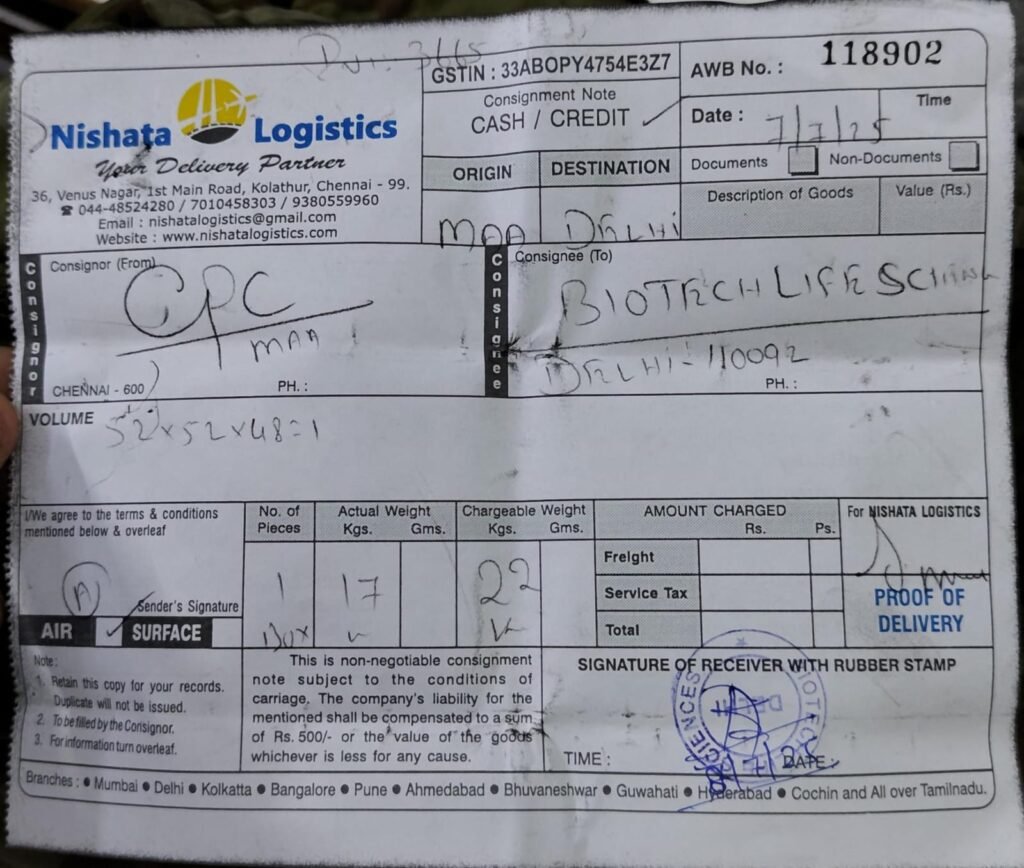 GSTIN : 33ABOPY4754E3Z7
AWB No. : 118902
Nishata Logistics
Your Delivery Partner
36, Venus Nagar, 1st Main Road, Kolathur, Chennai - 99.
☎ 044-48524280 / 7010458303 / 9380559960
Email : nishatalogistics@gmail.com
Website : www.nishatalogistics.com
Consignment Note
CASH / CREDIT ✓
Date : 7/7/25
Time
ORIGIN
DESTINATION
Documents
Non-Documents
Description of Goods
Value (Rs.)
MAA
DELHI
Consignor
Consignor (From)
CPC
MAA
CHENNAI - 600
PH. :
Consignee
Consignee (To)
BIOTECH LIFE
DELHI - 110092
PH. :
VOLUME
52×52×48=1
I/We agree to the terms & conditions
mentioned below & overleaf
A
Sender's Signature
AIR ✓ SURFACE
No. of
Pieces
1
Box
Actual Weight
Kgs. Gms.
17
Chargeable Weight
Kgs. Gms.
22
AMOUNT CHARGED
Rs. Ps.
Freight
Service Tax
Total
For NISHATA LOGISTICS
PROOF OF
DELIVERY
Note:
1. Retain this copy for your records.
Duplicate will not be issued.
2. To be filled by the Consignor.
3. For information turn overleaf.
This is non-negotiable consignment
note subject to the conditions of
carriage. The company's liability for the
mentioned shall be compensated to a sum
of Rs. 500/- or the value of the goods
whichever is less for any cause.
SIGNATURE OF RECEIVER WITH RUBBER STAMP
BIOTECH
SCIENCES
DELHI
TIME :
DATE :
Branches : ● Mumbai ● Delhi ● Kolkatta ● Bangalore ● Pune ● Ahmedabad ● Bhuvaneshwar ● Guwahati ● Hyderabad ● Cochin and All over Tamilnadu.